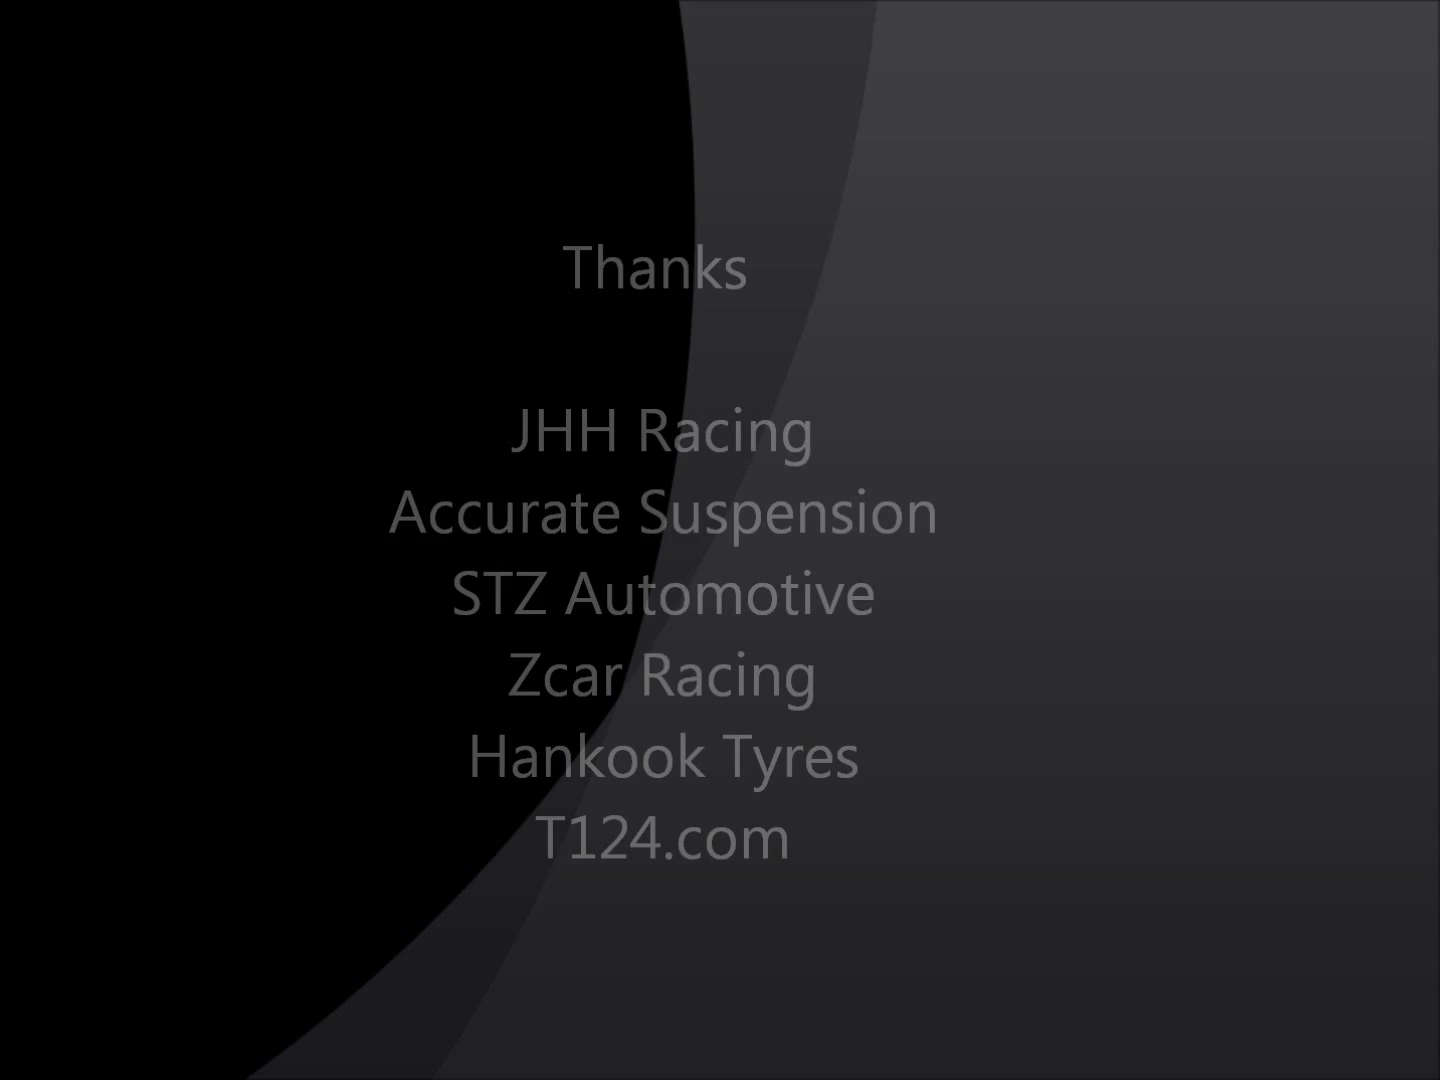 Thanks
JHH Racing
Accurate Suspension
STZ Automotive
Zcar Racing
Hankook Tyres
T124.com